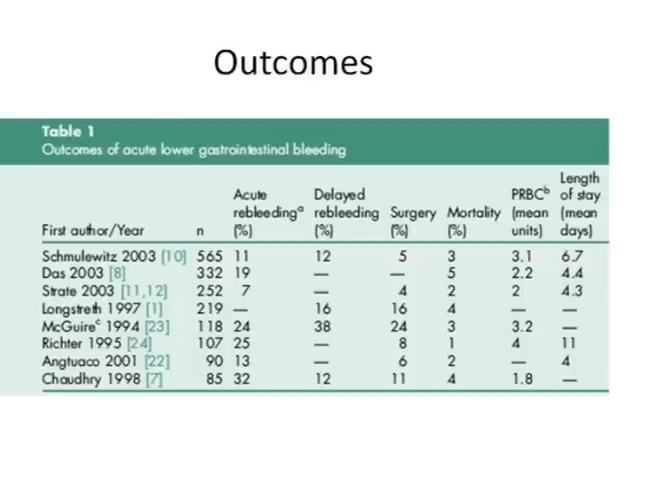 Outcomes
Table 1
Outcomes of acute lower gastrointestinal bleeding
Length
Acute Delayed PRBCb of stay
rebleedinga rebleeding Surgery Mortality (mean (mean
First author/Year n (%) (%) (%) (%) units) days)
Schmulewitz 2003 [10] 565 11 12 5 3 3.1 6.7
Das 2003 [8] 332 19 — — 5 2.2 4.4
Strate 2003 [11,12] 252 7 — 4 2 2 4.3
Longstreth 1997 [1] 219 — 16 16 4 — —
McGuirec 1994 [23] 118 24 38 24 3 3.2 —
Richter 1995 [24] 107 25 — 8 1 4 11
Angtuaco 2001 [22] 90 13 — 6 2 — 4
Chaudhry 1998 [7] 85 32 12 11 4 1.8 —